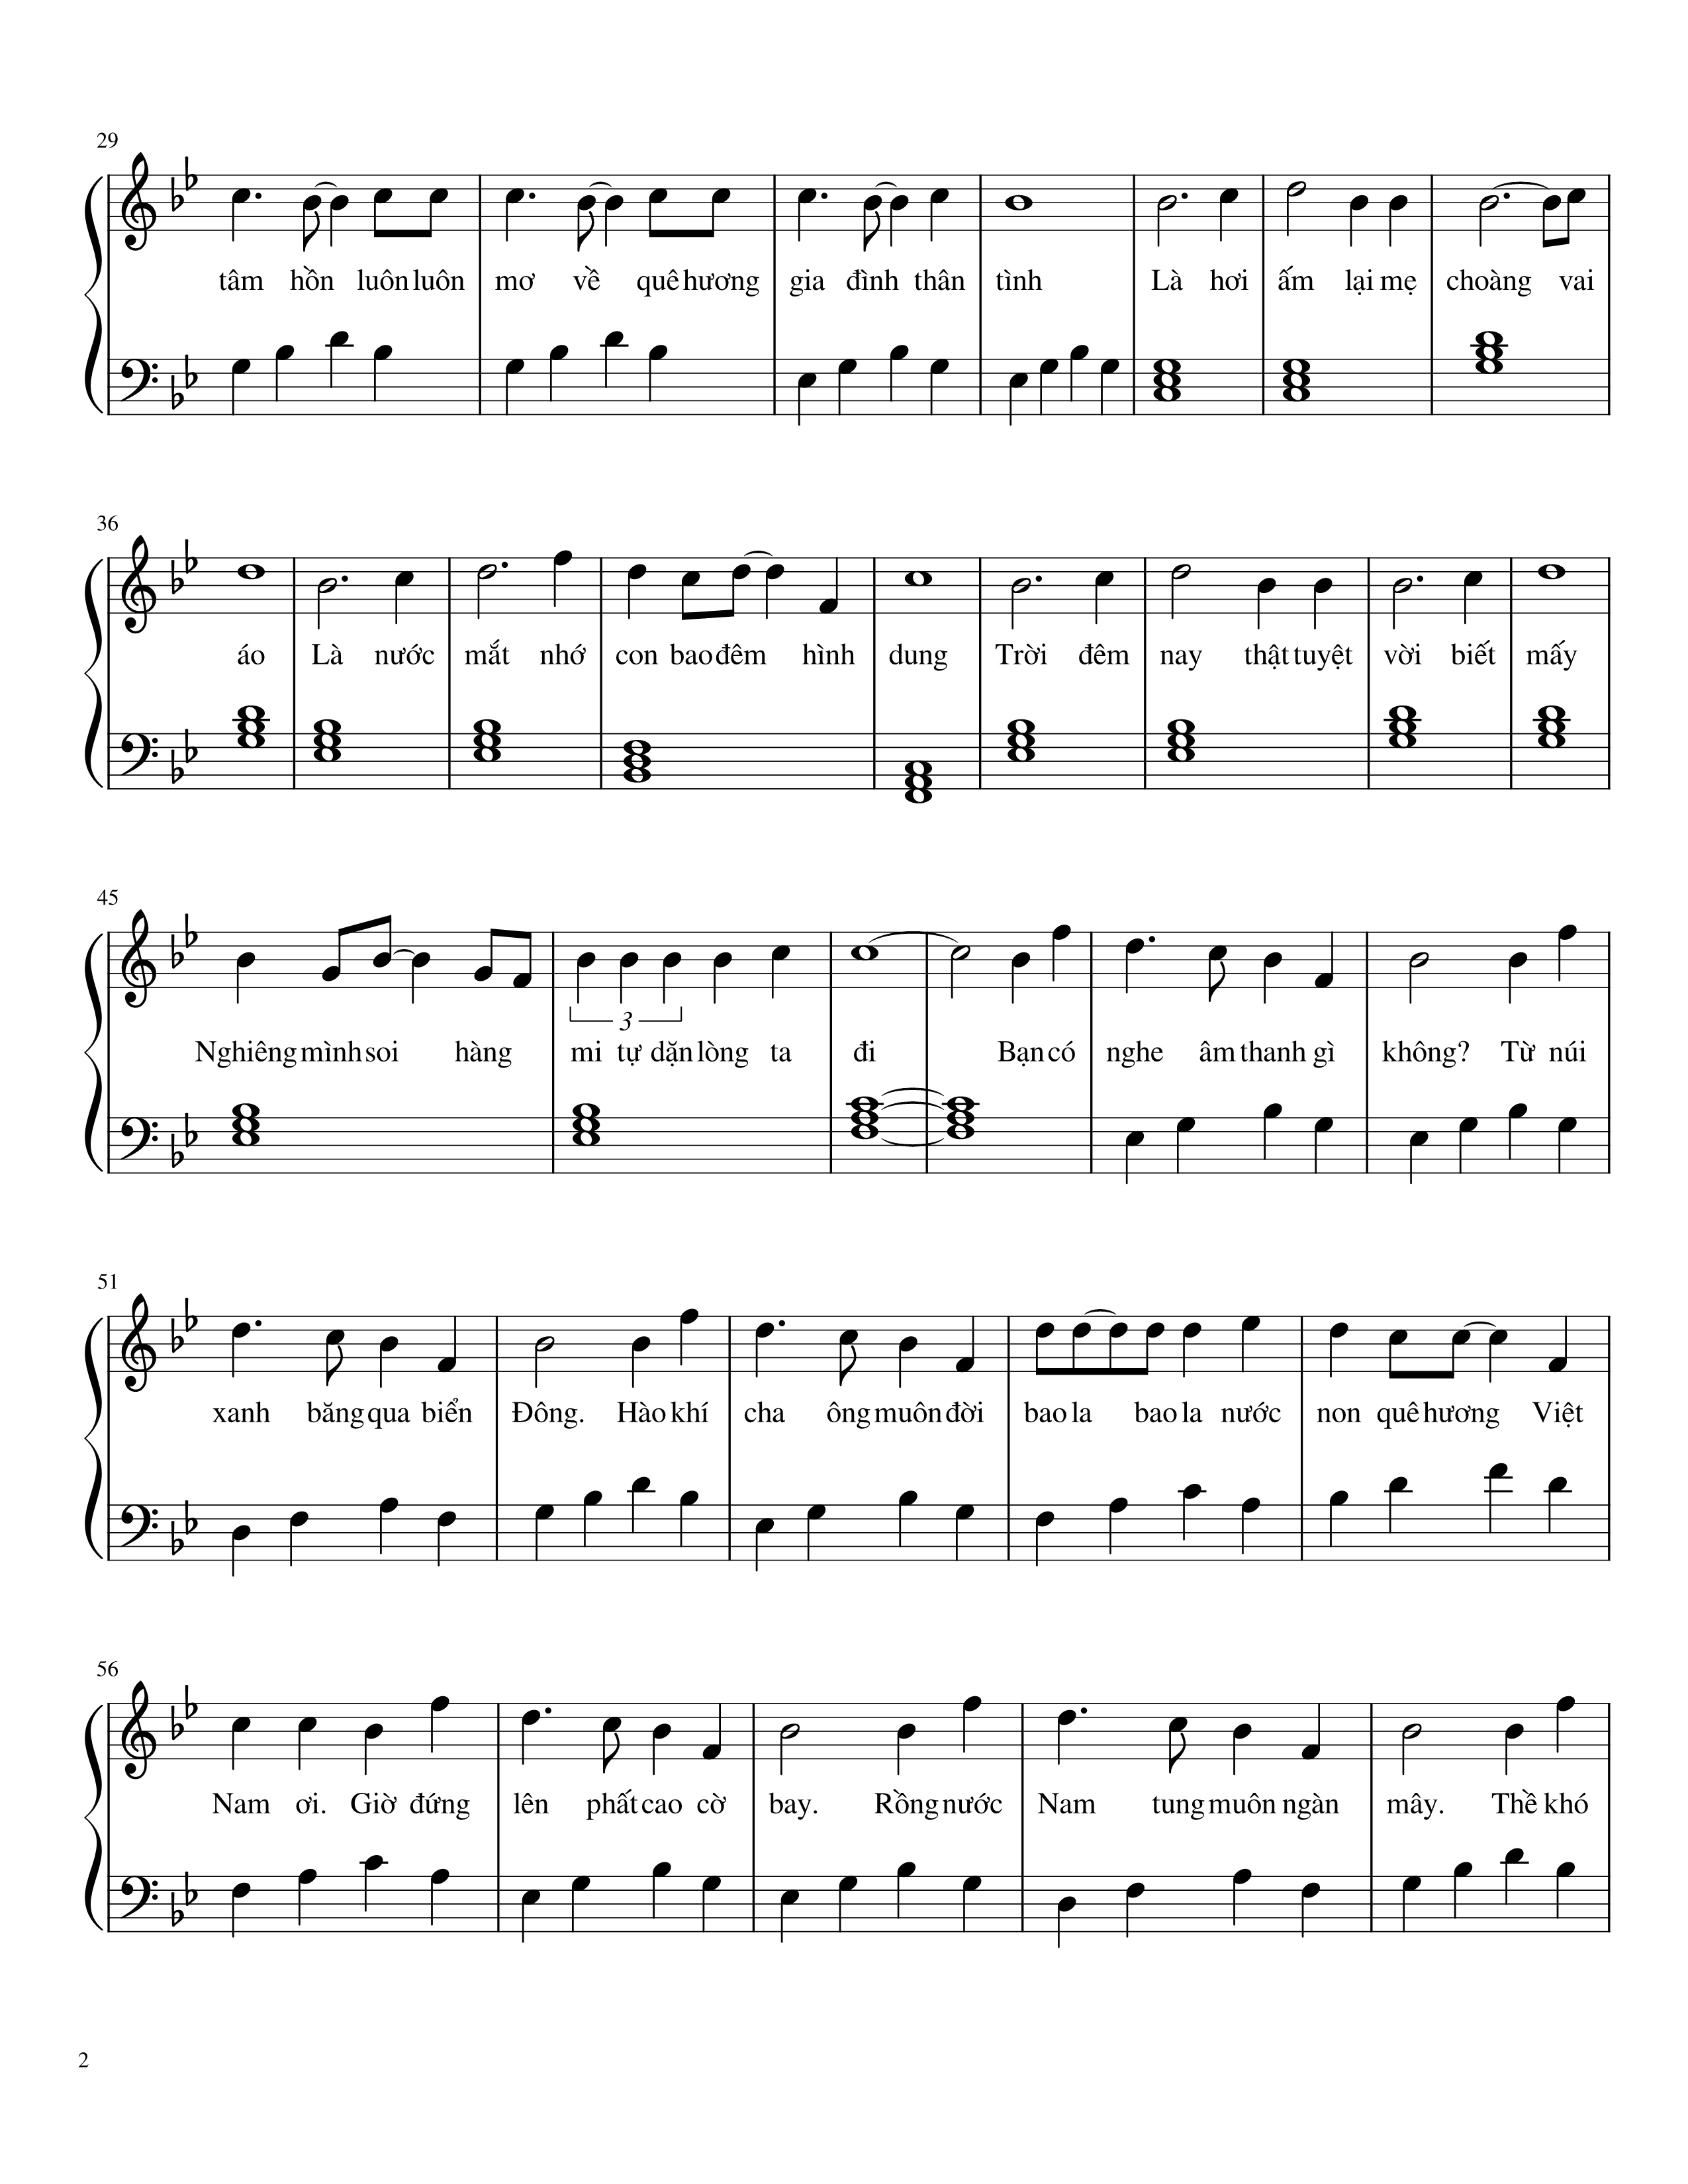 29
tâm hồn luôn luôn mơ về quê hương gia đình thân tình Là hơi ấm lại mẹ choàng vai
36
áo Là nước mắt nhớ con bao đêm hình dung Trời đêm nay thật tuyệt vời biết mấy
45
3
Nghiêng mình soi hàng mi tự dặn lòng ta đi Bạn có nghe âm thanh gì không? Từ núi
51
xanh băng qua biển Đông. Hào khí cha ông muôn đời bao la bao la nước non quê hương Việt
56
Nam ơi. Giờ đứng lên phất cao cờ bay. Rồng nước Nam tung muôn ngàn mây. Thề khó
2